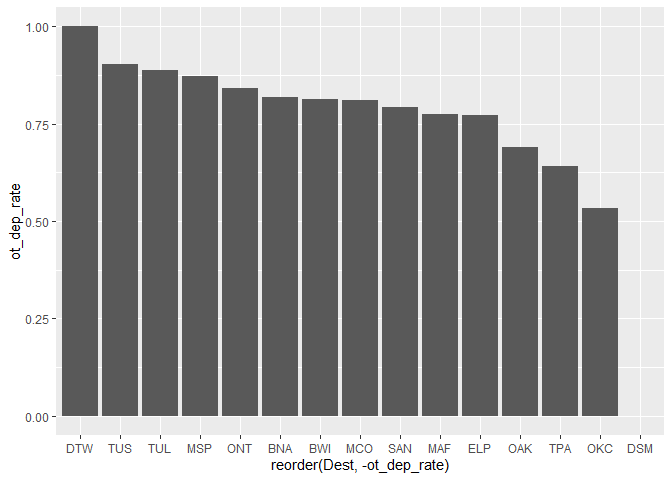 1.00
0.75
0.50
0.25
0.00
ot_dep_rate
DTW TUS TUL MSP ONT BNA BWI MCO SAN MAF ELP OAK TPA OKC DSM
reorder(Dest, -ot_dep_rate)